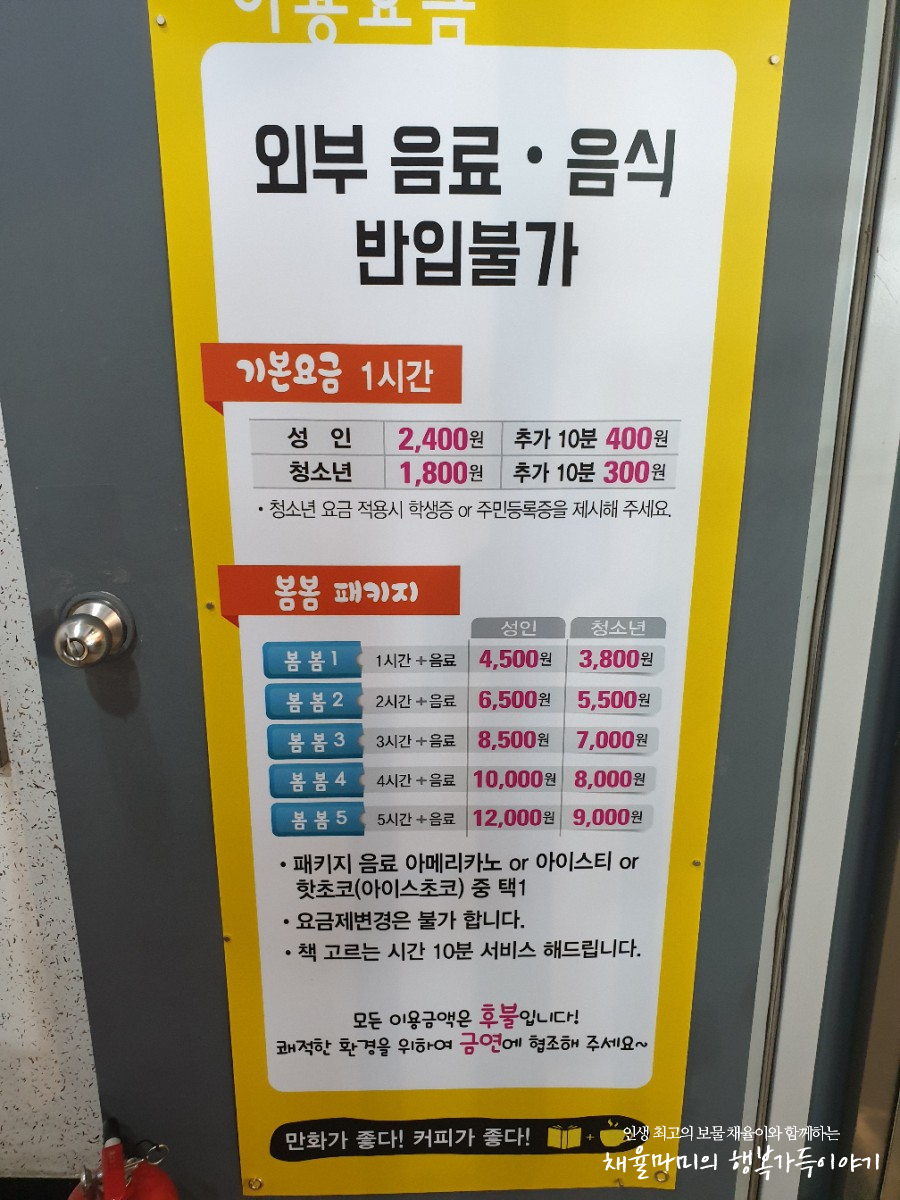 이용요금
외부 음료 · 음식
반입불가
기본요금 1시간
성 인 2,400원 추가 10분 400원
청소년 1,800원 추가 10분 300원
· 청소년 요금 적용시 학생증 or 주민등록증을 제시해 주세요.
봄봄 패키지
성인 청소년
봄봄1 1시간+음료 4,500원 3,800원
봄봄2 2시간+음료 6,500원 5,500원
봄봄3 3시간+음료 8,500원 7,000원
봄봄4 4시간+음료 10,000원 8,000원
봄봄5 5시간+음료 12,000원 9,000원
· 패키지 음료 아메리카노 or 아이스티 or
핫초코(아이스초코) 중 택1
· 요금제변경은 불가 합니다.
· 책 고르는 시간 10분 서비스 해드립니다.
모든 이용금액은 후불입니다!
쾌적한 환경을 위하여 금연에 협조해 주세요~
만화가 좋다! 커피가 좋다!
인생 최고의 보물 채율이와 함께하는
채율마미의 행복가득이야기